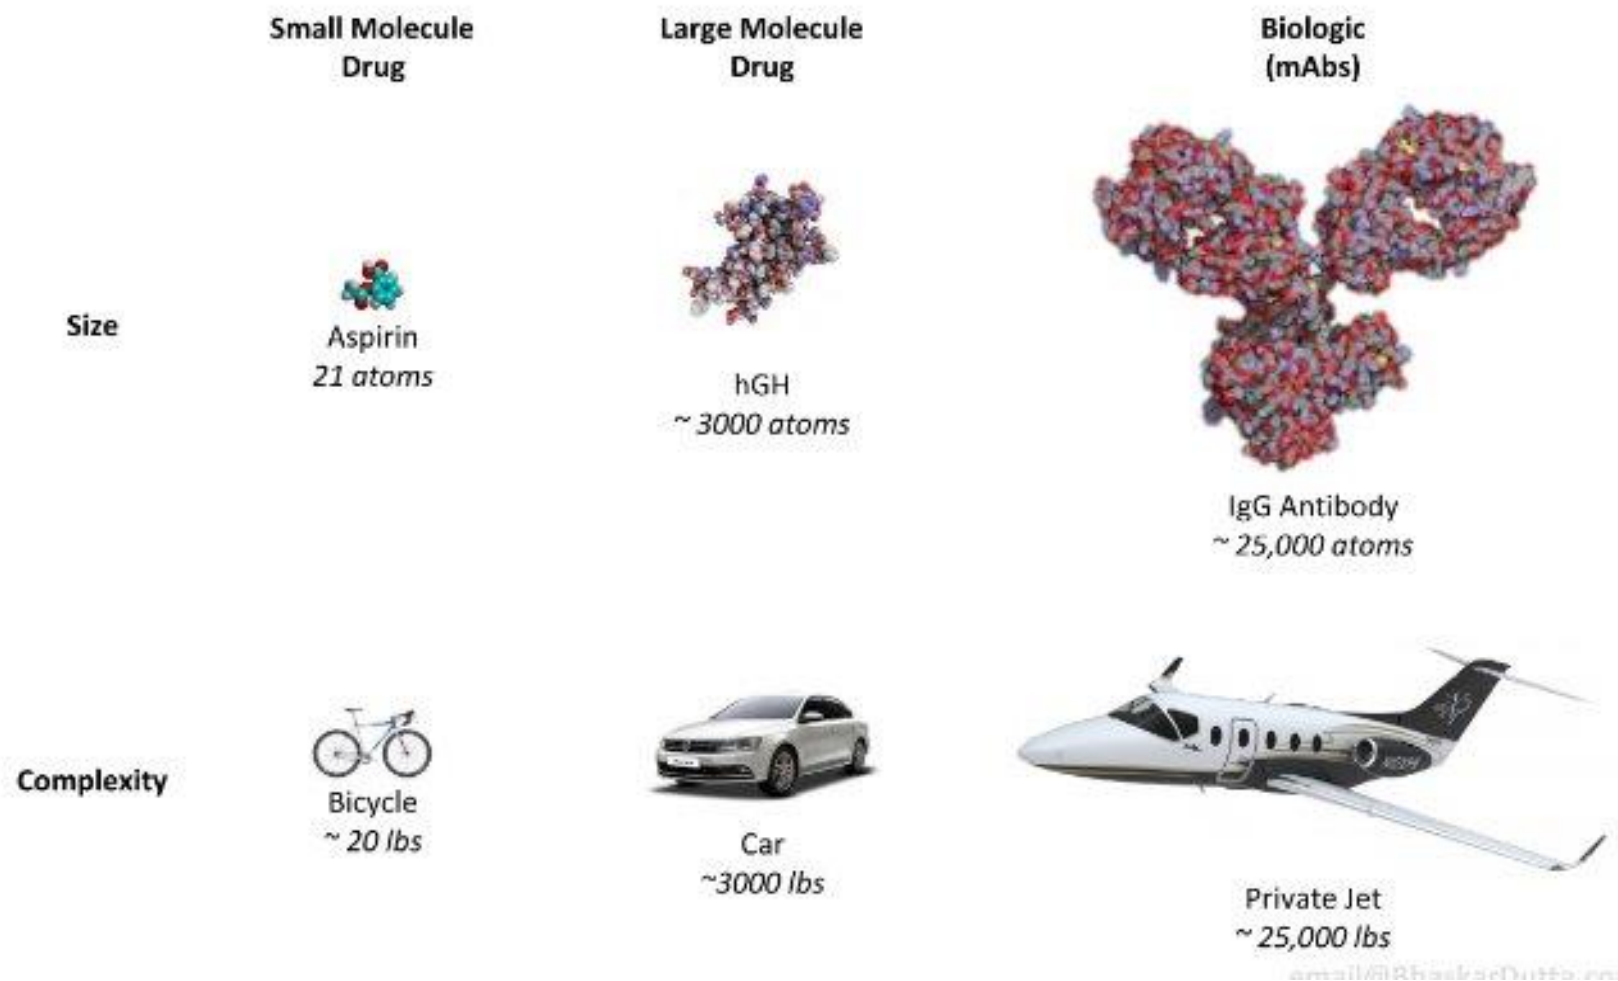 Small Molecule
Drug
Large Molecule
Drug
Biologic
(mAbs)
Size
Aspirin
21 atoms
hGH
~ 3000 atoms
IgG Antibody
~ 25,000 atoms
Complexity
Bicycle
~ 20 lbs
Car
~3000 lbs
Private Jet
~ 25,000 lbs